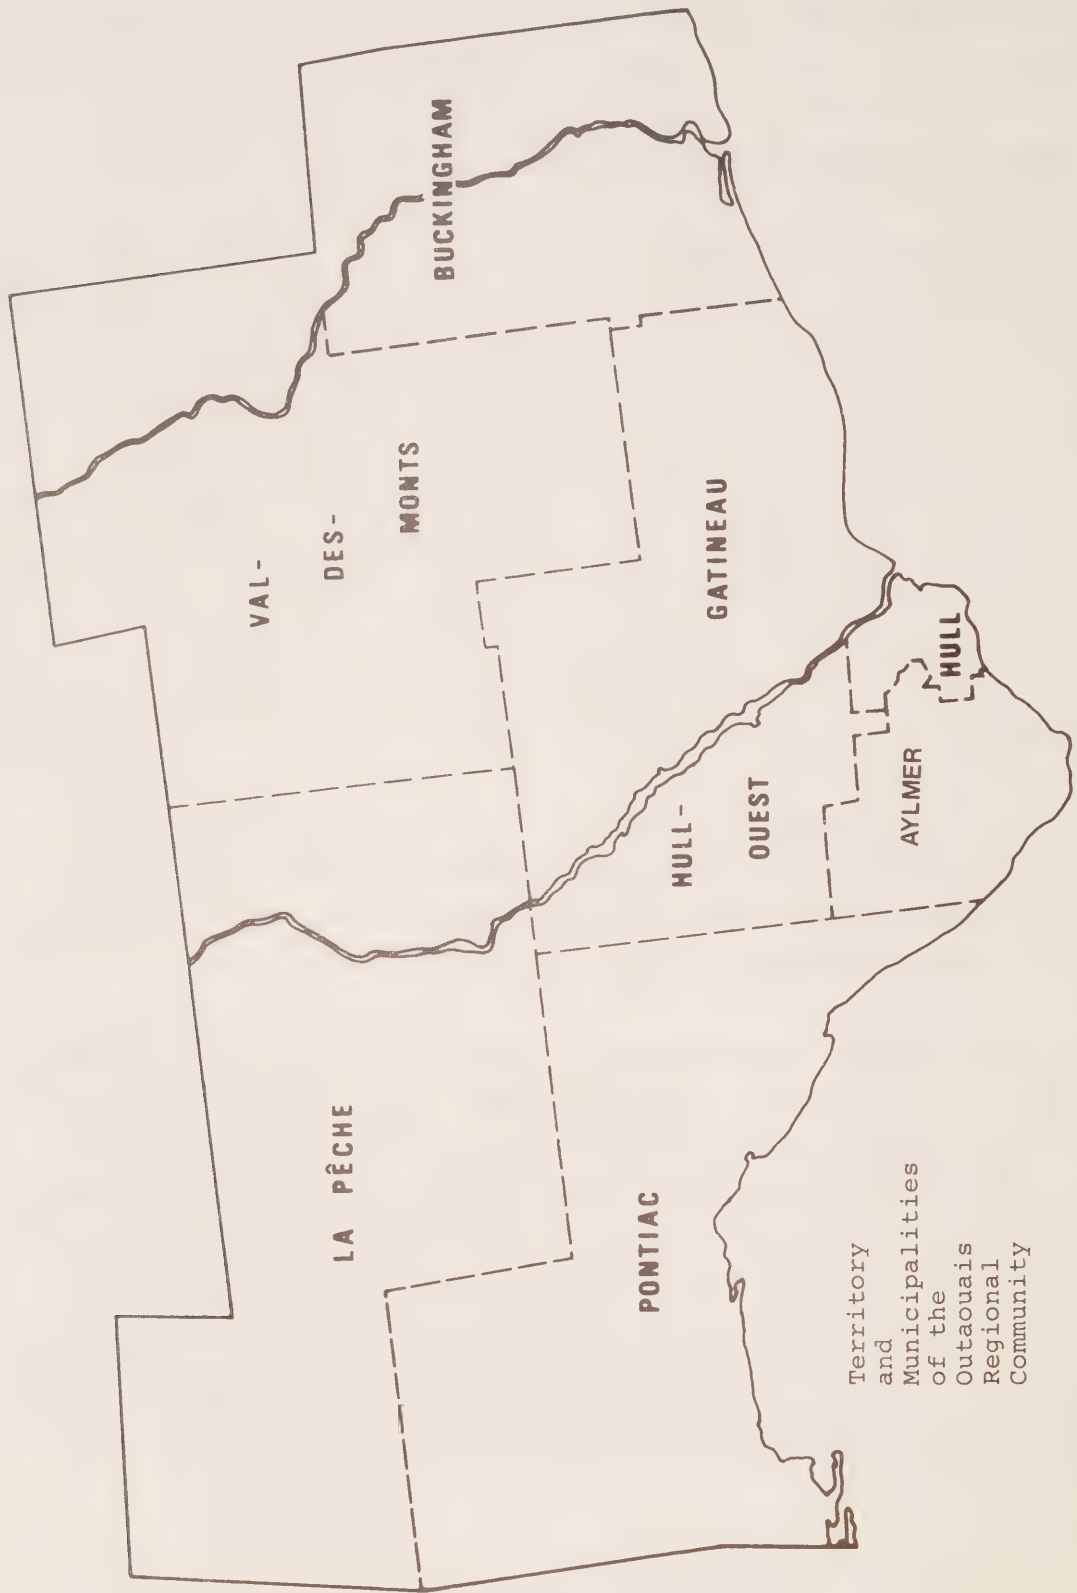 BUCKINGHAM
VAL-
DES-
MONTS
GATINEAU
HULL
HULL-
OUEST
AYLMER
LA PÊCHE
PONTIAC
Territory
and
Municipalities
of the
Outaouais
Regional
Community